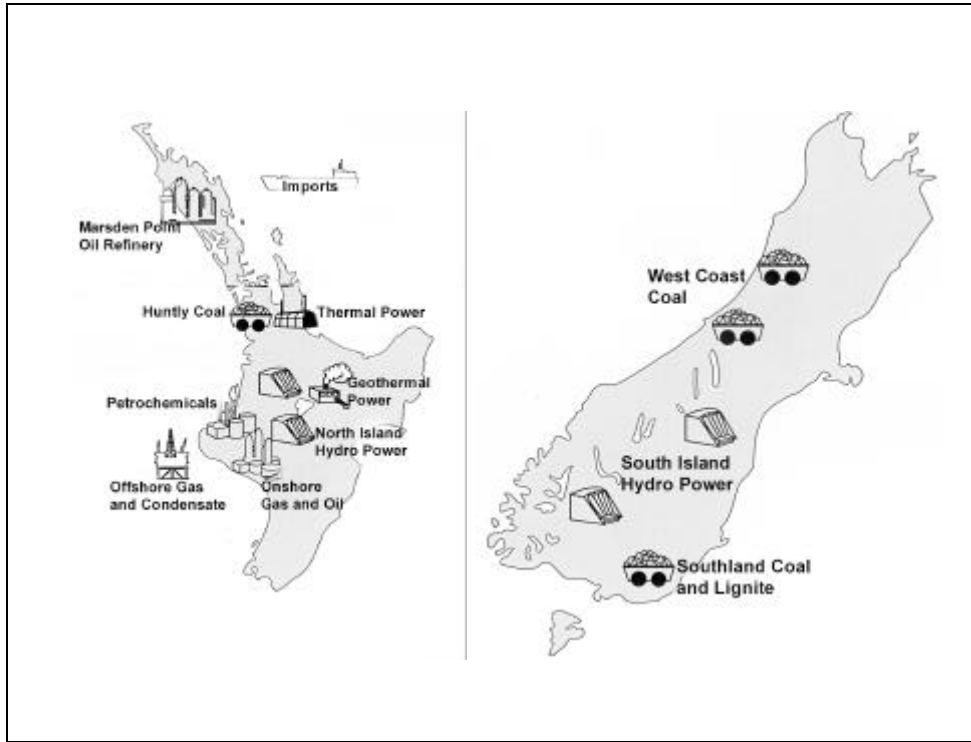 Imports
Marsden Point
Oil Refinery
Huntly Coal
Thermal Power
Geothermal
Power
Petrochemicals
North Island
Hydro Power
Offshore Gas
and Condensate
Onshore
Gas and Oil
West Coast
Coal
South Island
Hydro Power
Southland Coal
and Lignite